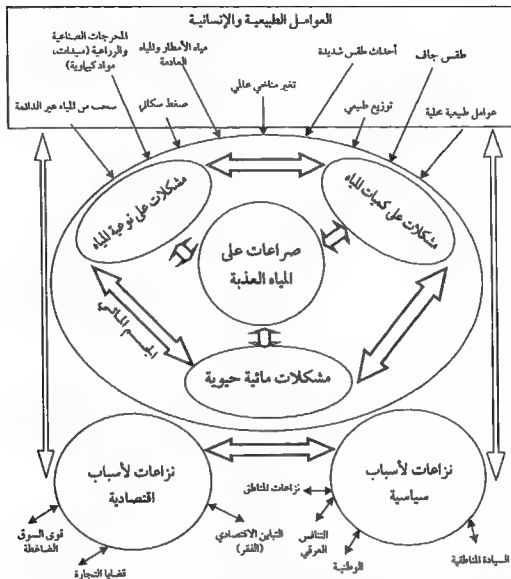 العوامل الطبيعية والإنسانية
المخرجات الصناعية
والزراعية (مبيدات،
مواد كيماوية)
مياه الأمطار والمياه
العادمة
أحداث طقس شديدة
طقس جاف
سحب من المياه غير الدائمة
ضغط سكاني
تغير مناخي عالمي
توزيع طبيعي
عوامل طبيعية محلية
مشكلات على نوعية المياه
مشكلات على كميات المياه
صراعات على
المياه العذبة
الجسم المائي
مشكلات مائية حيوية
نزاعات لأسباب
اقتصادية
نزاعات لأسباب
سياسية
نزاعات المناطق
قوى السوق
الضاغطة
قضايا التجارة
التباين الاقتصادي
(الفقر)
التنافس
العرقي
الوطنية
السيادة المناطقية